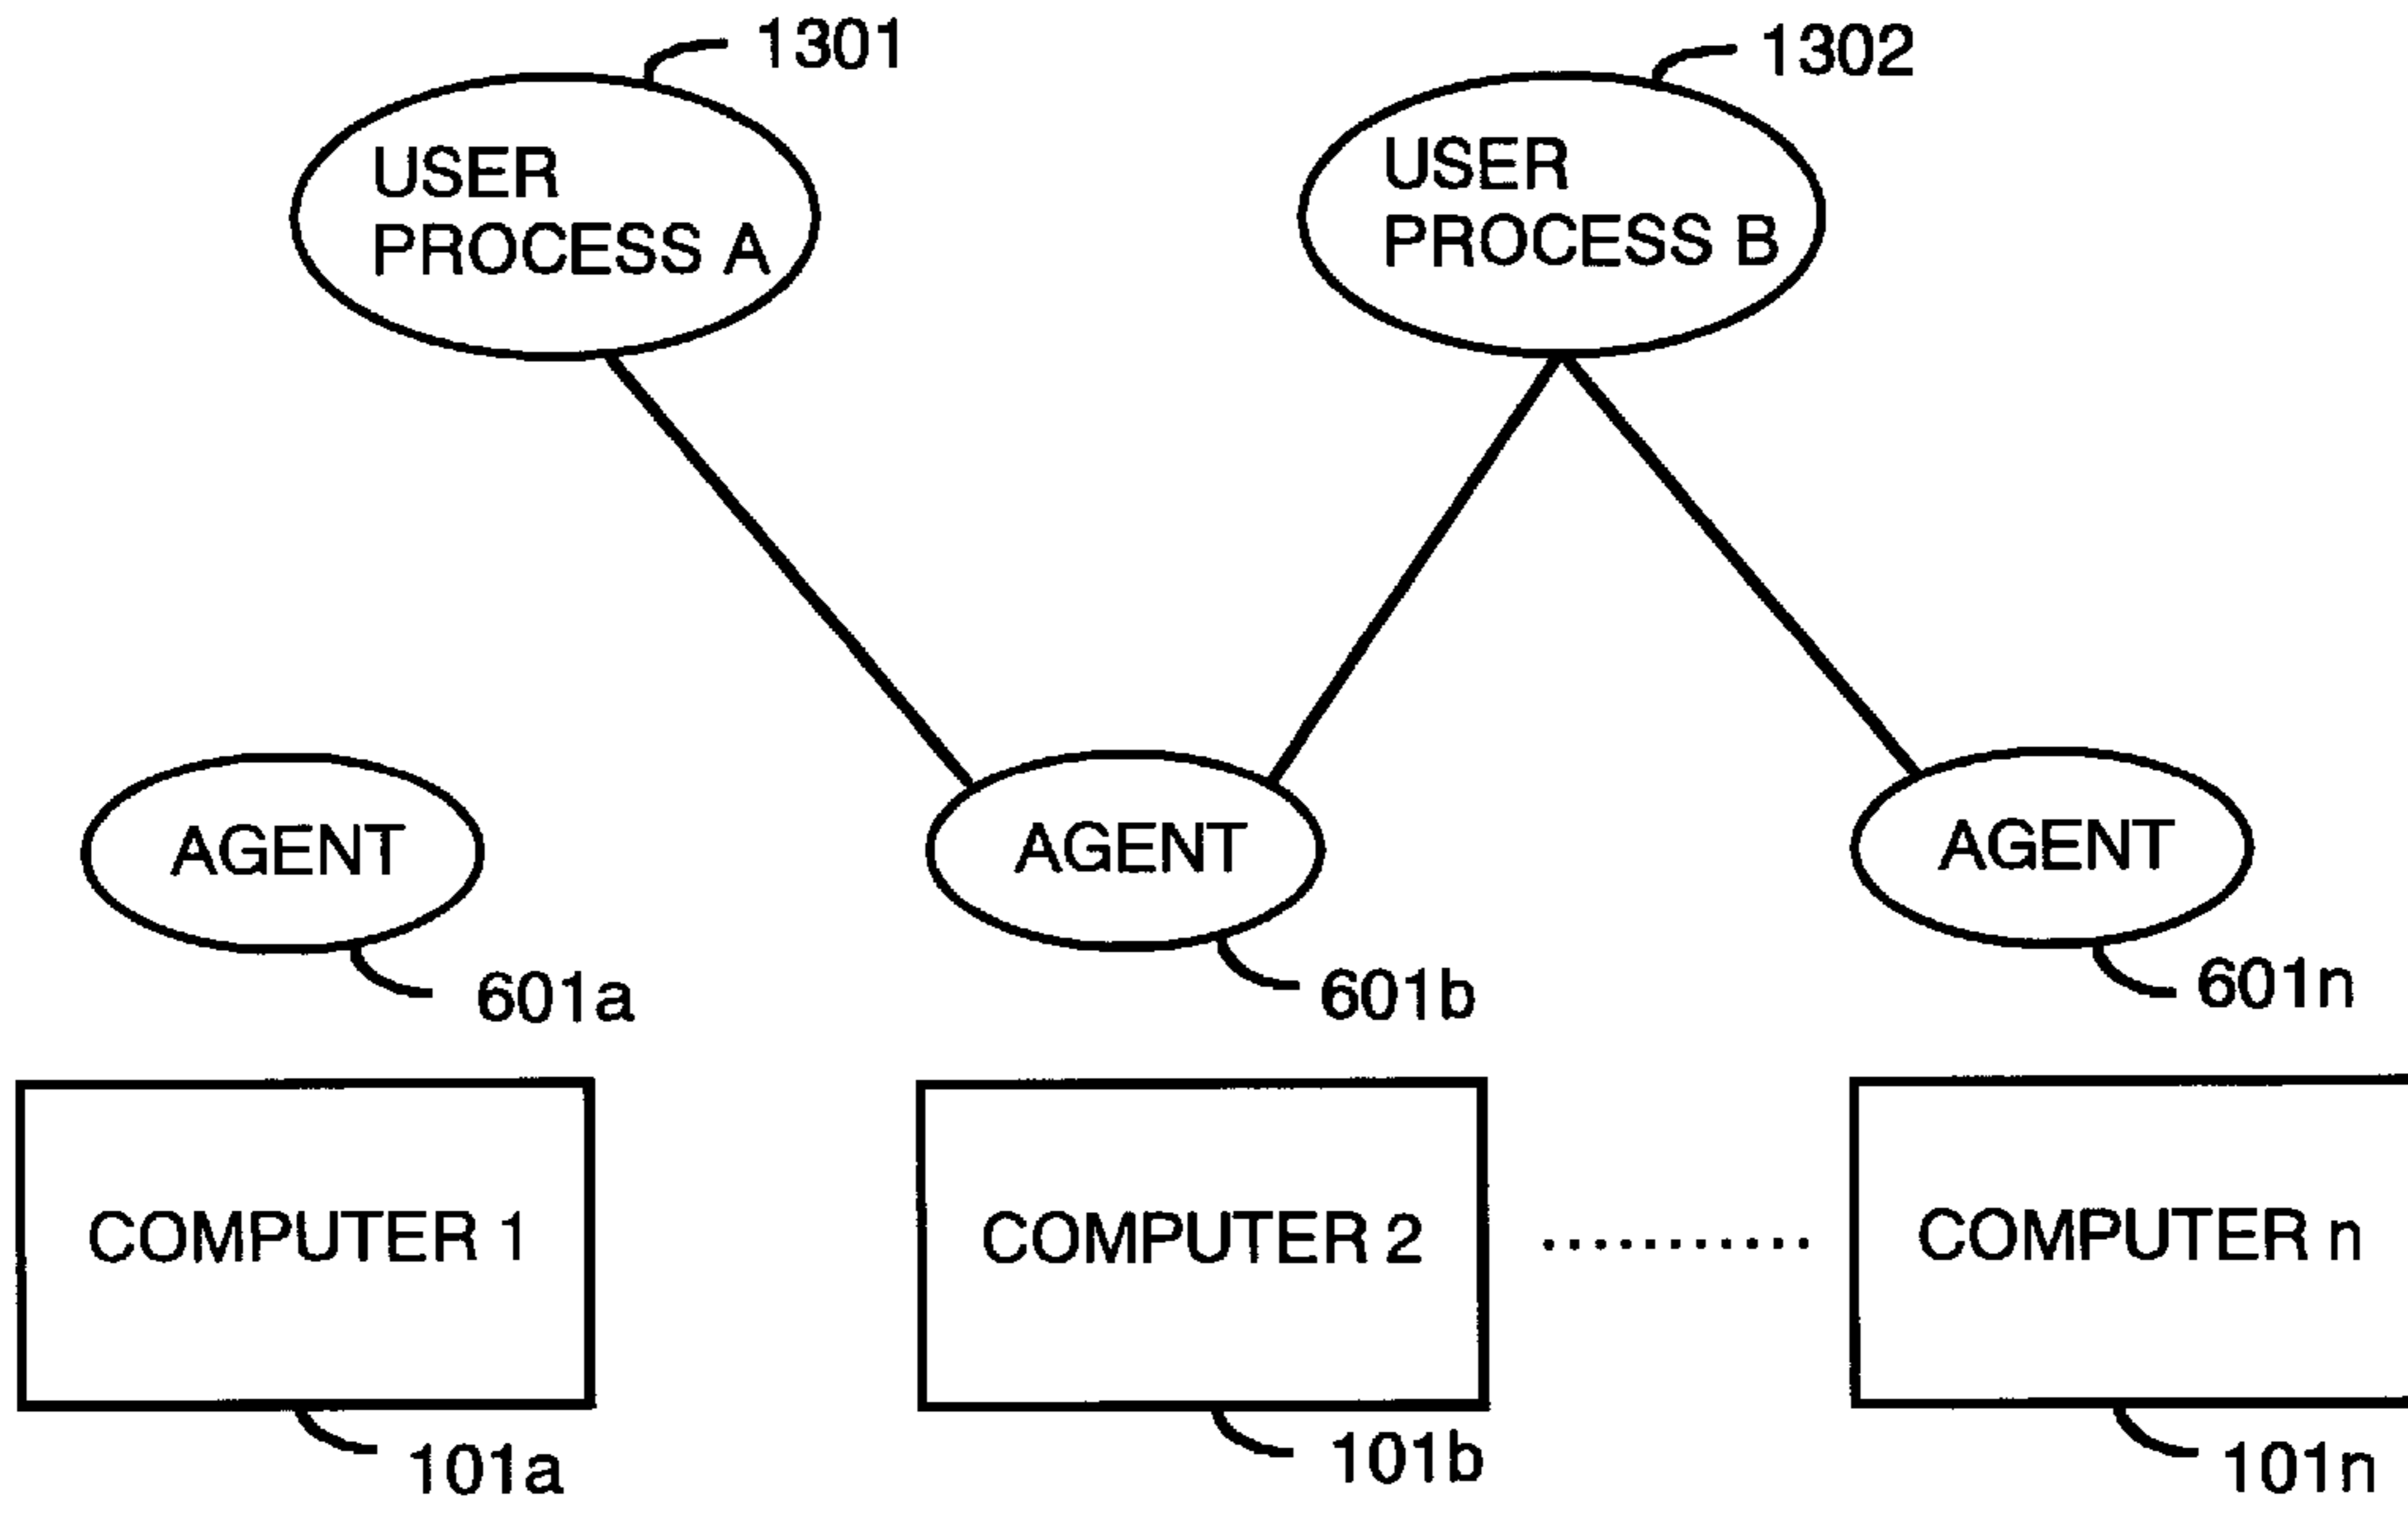 1301
1302
USER
PROCESS A
USER
PROCESS B
AGENT
AGENT
AGENT
601a
601b
601n
COMPUTER 1
COMPUTER 2
...........
COMPUTER n
101a
101b
101n